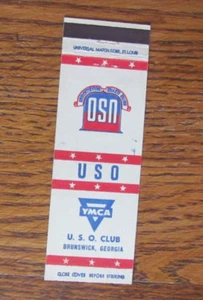 UNIVERSAL MATCH CORP., ST. LOUIS
USO
USO
YMCA
U. S. O. CLUB
BRUNSWICK, GEORGIA
CLOSE COVER BEFORE STRIKING